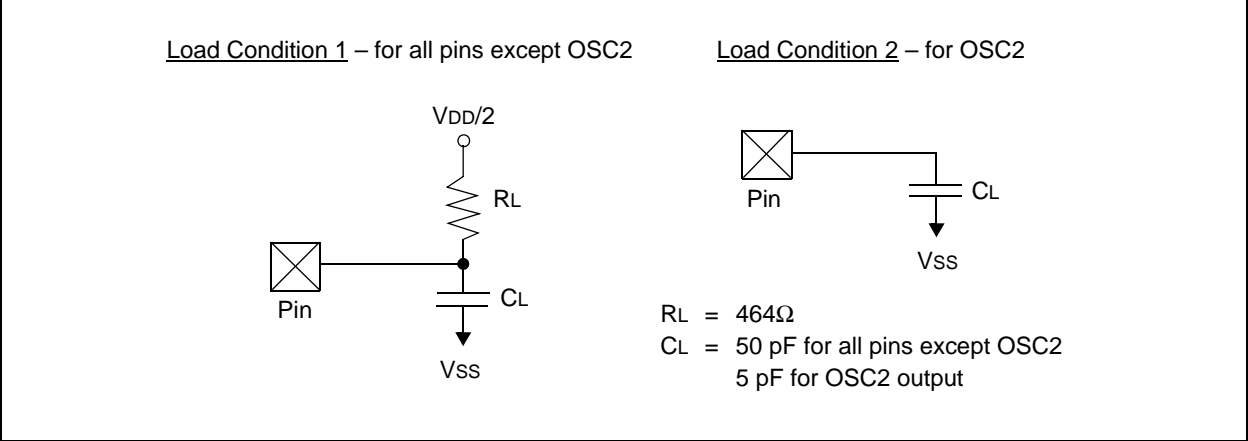 Load Condition 1 – for all pins except OSC2
Load Condition 2 – for OSC2
VDD/2
RL
Pin
CL
VSS
Pin
CL
VSS
RL = 464Ω
CL = 50 pF for all pins except OSC2
5 pF for OSC2 output